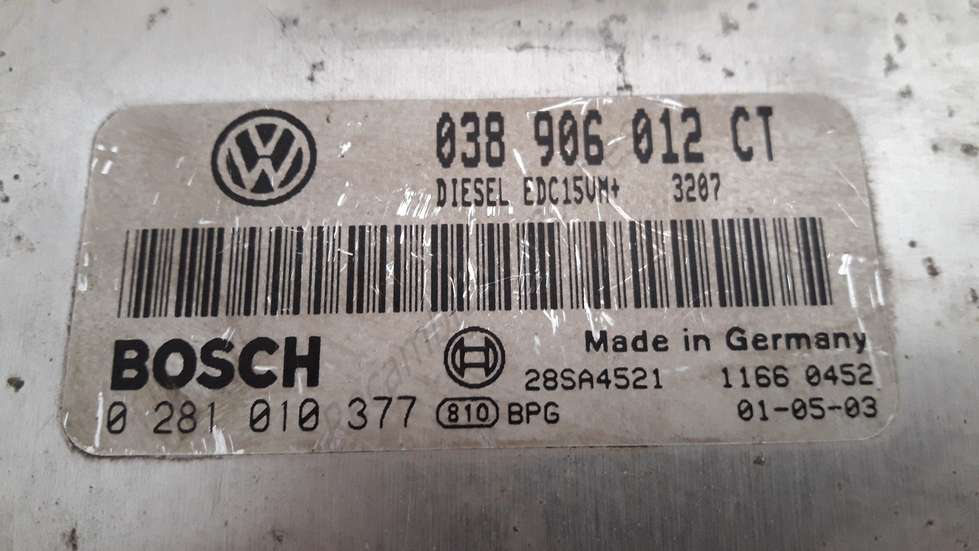 038 906 012 CT
DIESEL EDC15VM+ 3207
BOSCH
Made in Germany
28SA4521 1166 0452
0 281 010 377 810 BPG 01-05-03